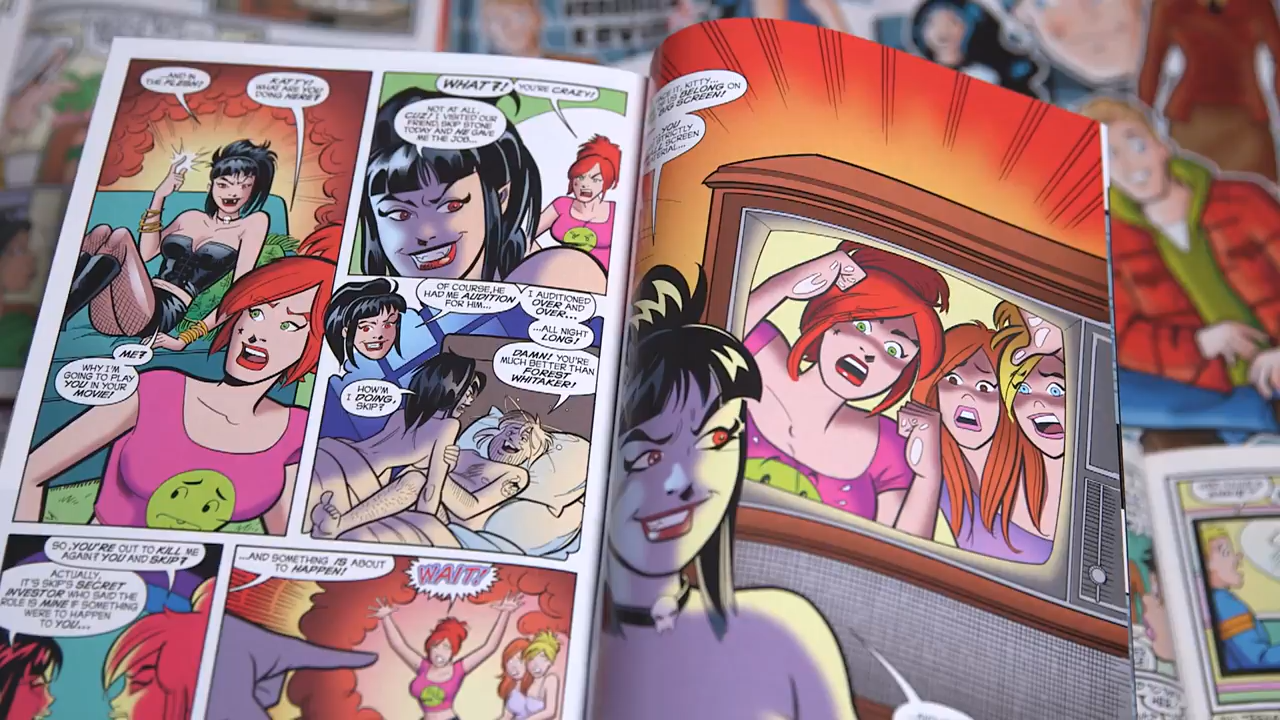 AND IN
THE FLESH!!
KATTY!
WHAT ARE YOU
DOING HERE?
ME?
WHY I'M
GOING TO PLAY
YOU IN YOUR
MOVIE!
WHAT?!
YOU'RE CRAZY!
NOT AT ALL,
CUZ! I VISITED OUR
FRIEND, SKIP STONE
TODAY AND HE GAVE
ME THE JOB...
OF COURSE, HE
HAD ME AUDITION
FOR HIM...
I AUDITIONED
OVER AND
OVER...
...ALL NIGHT
LONG!
HOW'M
I DOING,
SKIP?
DAMN! YOU'RE
MUCH BETTER THAN
FOREST
WHITAKER!
SO, YOU'RE OUT TO KILL ME
AGAIN? YOU AND SKIP?
ACTUALLY,
IT'S SKIP'S SECRET
INVESTOR WHO SAID THE
ROLE IS MINE IF SOMETHING
WERE TO HAPPEN
TO YOU...
...AND SOMETHING IS ABOUT
TO HAPPEN!
WAIT!
IT, KITTY...
BELONG ON
BIG SCREEN!
YOU
SCREEN
MATERIAL...